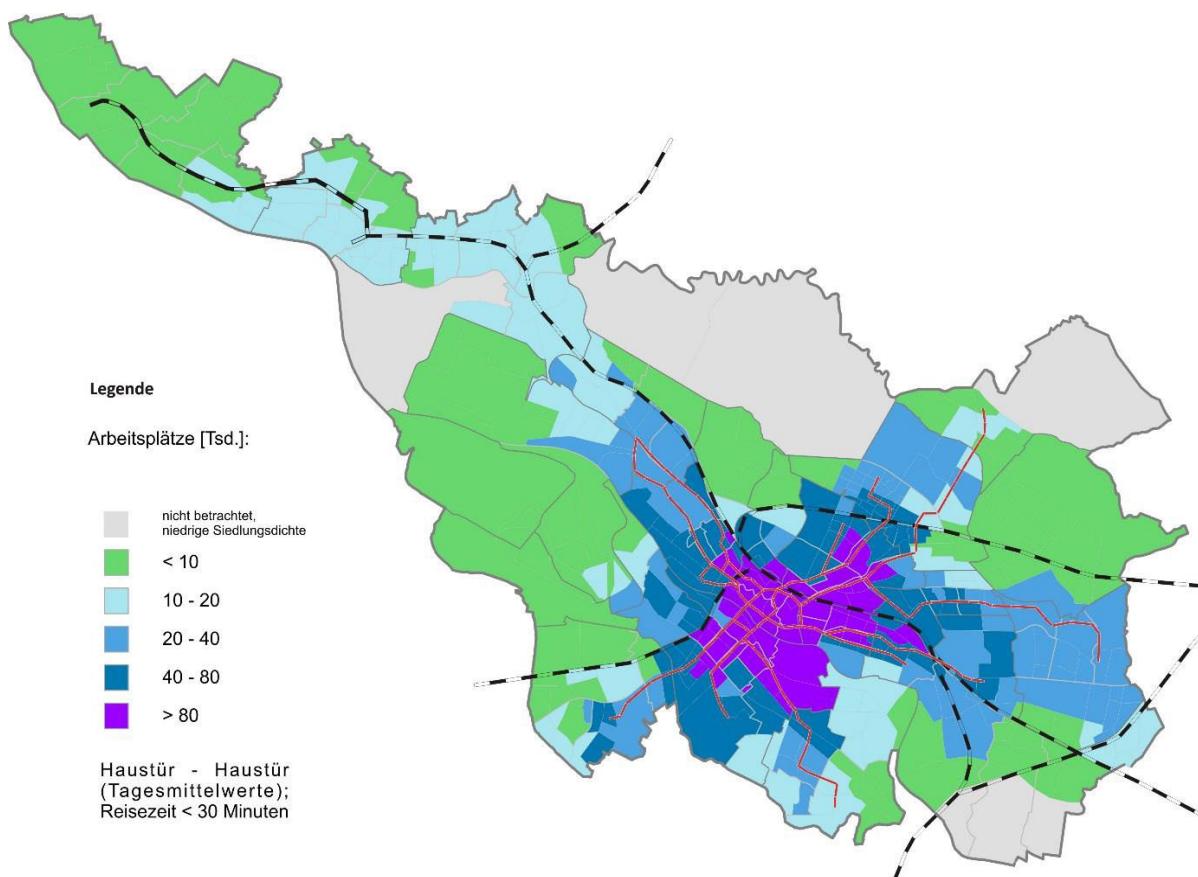 Legende
Arbeitsplätze [Tsd.]:
nicht betrachtet,
niedrige Siedlungsdichte
< 10
10 - 20
20 - 40
40 - 80
> 80
Haustür - Haustür
(Tagesmittelwerte);
Reisezeit < 30 Minuten